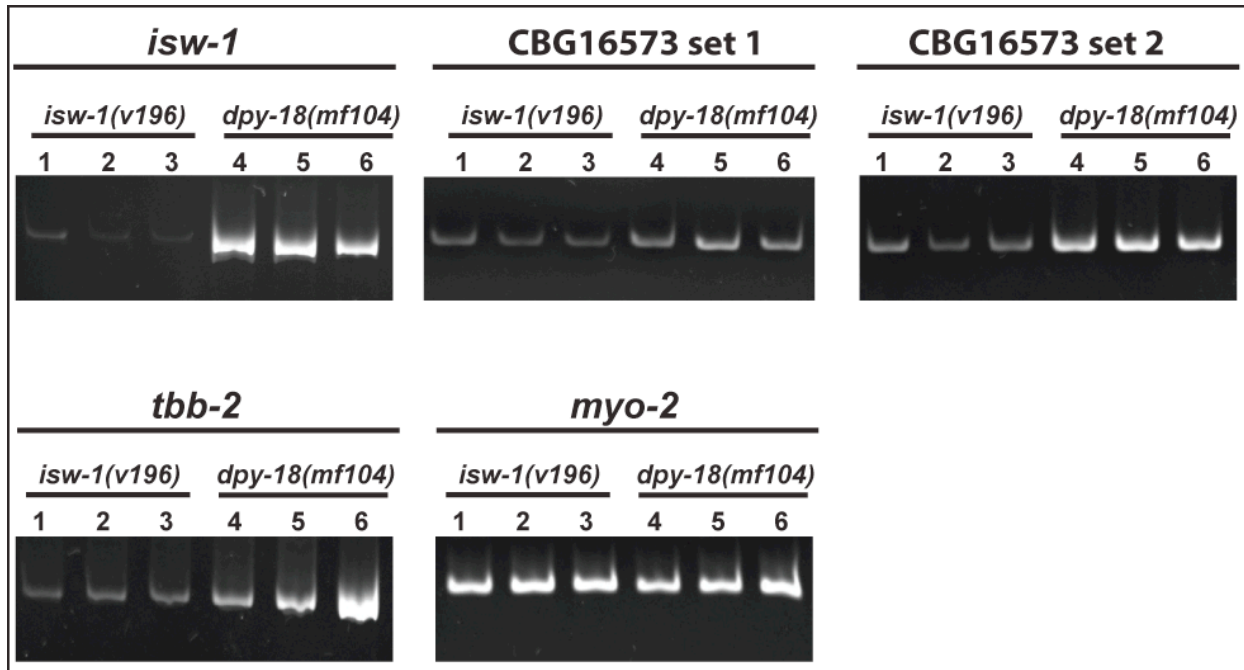 isw-1 CBG16573 set 1 CBG16573 set 2
isw-1(v196) dpy-18(mf104) isw-1(v196) dpy-18(mf104) isw-1(v196) dpy-18(mf104)
1 2 3 4 5 6 1 2 3 4 5 6 1 2 3 4 5 6
tbb-2 myo-2
isw-1(v196) dpy-18(mf104) isw-1(v196) dpy-18(mf104)
1 2 3 4 5 6 1 2 3 4 5 6